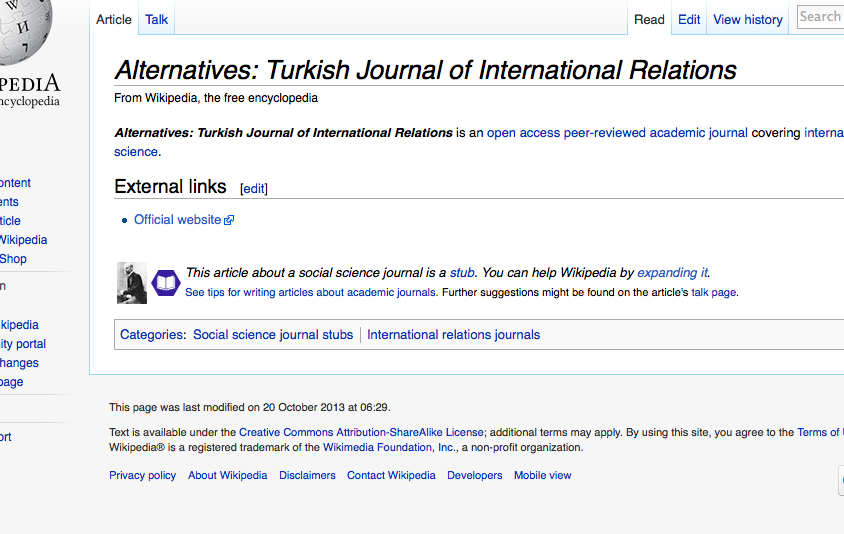 Article Talk Read Edit View history Search
Alternatives: Turkish Journal of International Relations
From Wikipedia, the free encyclopedia
Alternatives: Turkish Journal of International Relations is an open access peer-reviewed academic journal covering interna
science.
External links [edit]
Official website
This article about a social science journal is a stub. You can help Wikipedia by expanding it.
See tips for writing articles about academic journals. Further suggestions might be found on the article's talk page.
Categories: Social science journal stubs International relations journals
This page was last modified on 20 October 2013 at 06:29.
Text is available under the Creative Commons Attribution-ShareAlike License; additional terms may apply. By using this site, you agree to the Terms of
Wikipedia® is a registered trademark of the Wikimedia Foundation, Inc., a non-profit organization.
Privacy policy About Wikipedia Disclaimers Contact Wikipedia Developers Mobile view
PEDIA
ncyclopedia
ontent
ents
ticle
Wikipedia
Shop
n
kipedia
ity portal
hanges
page
ort